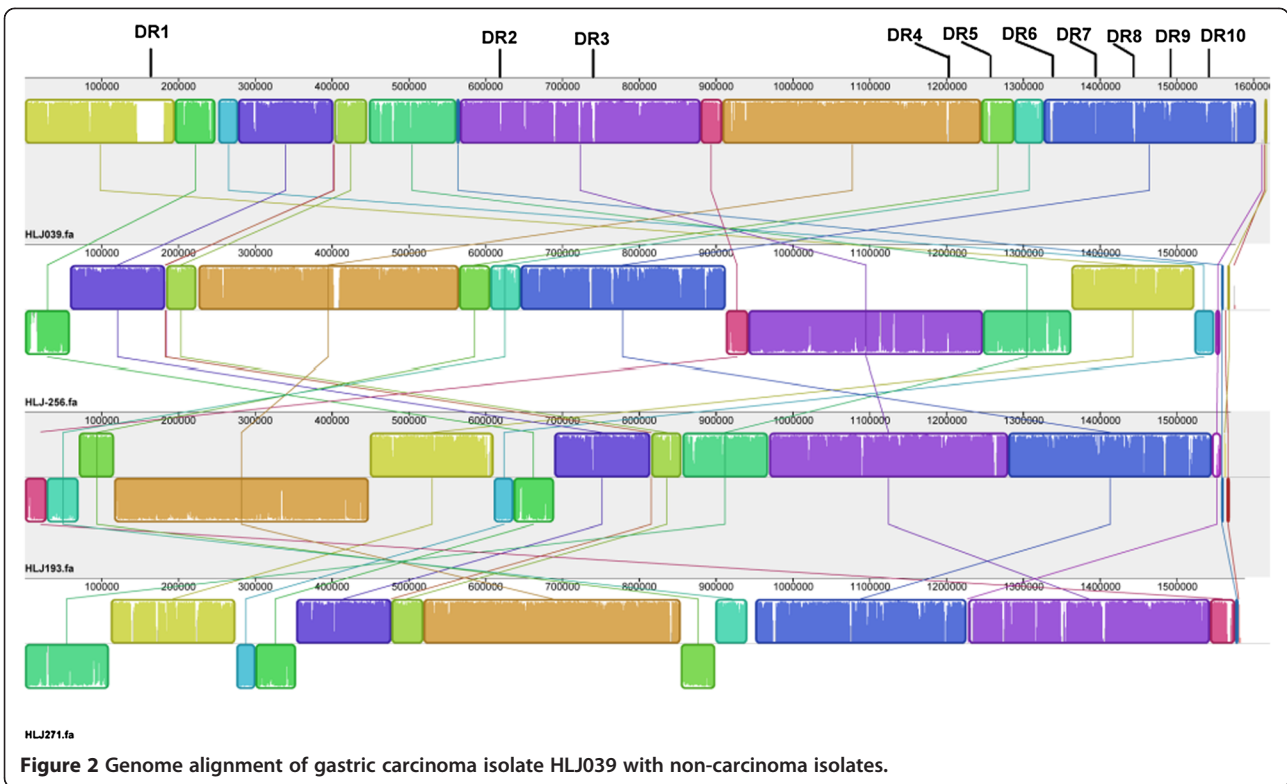 DR1 DR2 DR3 DR4 DR5 DR6 DR7 DR8 DR9 DR10
100000 200000 300000 400000 500000 600000 700000 800000 900000 1000000 1100000 1200000 1300000 1400000 1500000 1600000
HLJ039.fa
100000 200000 300000 400000 500000 600000 700000 800000 900000 1000000 1100000 1200000 1300000 1400000 1500000
HLJ-256.fa
100000 200000 300000 400000 500000 600000 700000 800000 900000 1000000 1100000 1200000 1300000 1400000 1500000
HLJ193.fa
100000 200000 300000 400000 500000 600000 700000 800000 900000 1000000 1100000 1200000 1300000 1400000 1500000
HLJ271.fa
Figure 2 Genome alignment of gastric carcinoma isolate HLJ039 with non-carcinoma isolates.